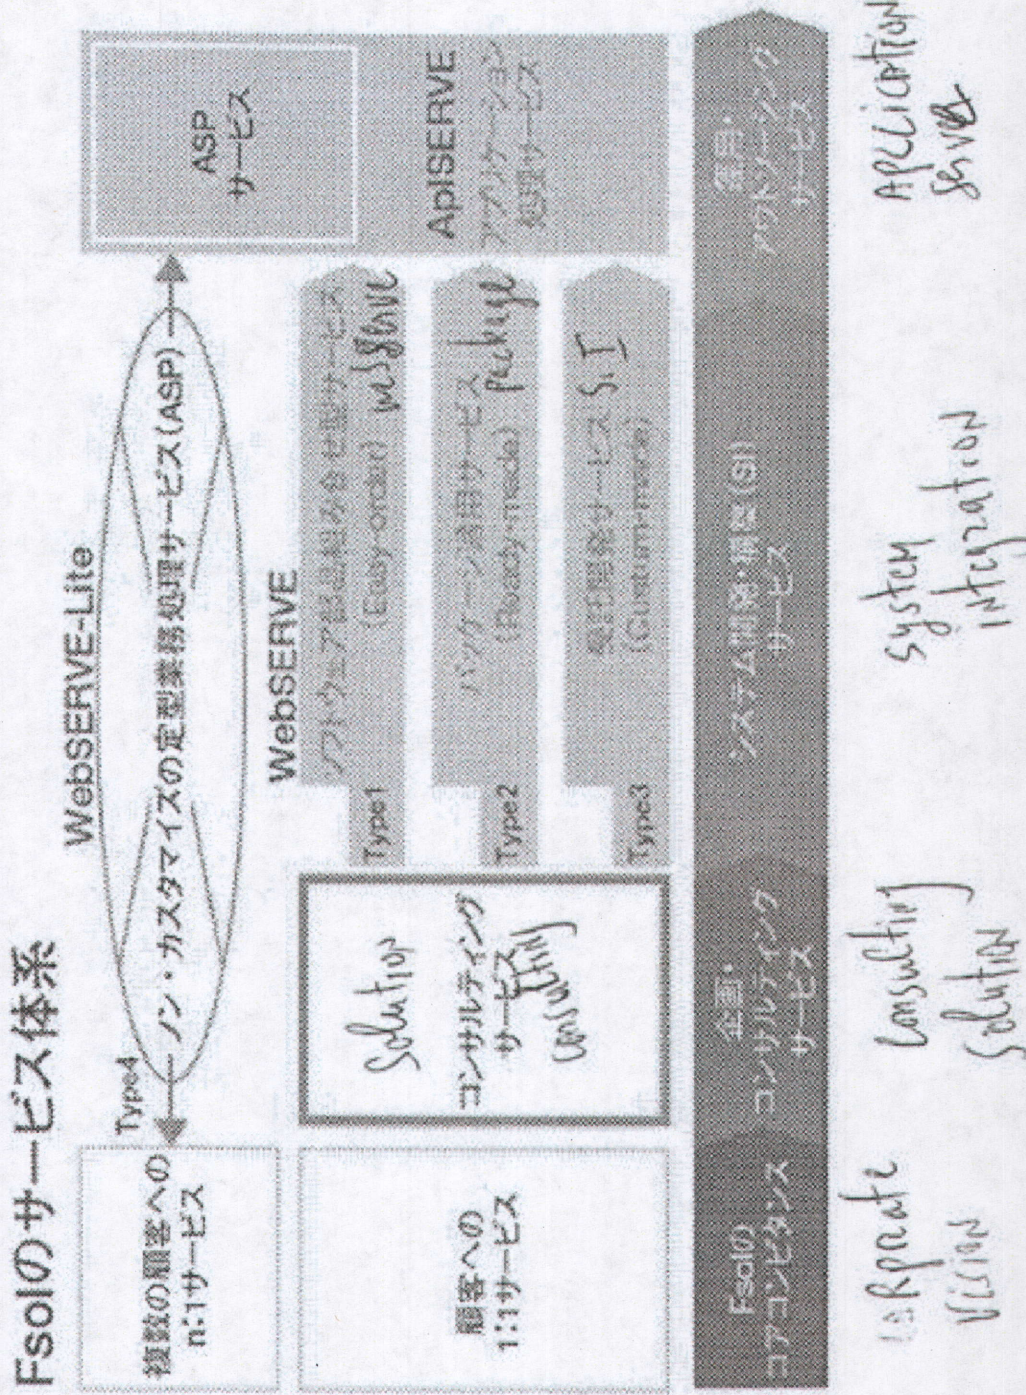 Fsolのサービス体系
複数の顧客への
n:1サービス
Type4
WebSERVE-Lite
ノン・カスタマイズの定型業務処理サービス(ASP)
ASP
サービス
顧客への
1:1サービス
Solution
コンサルティング
サービス
consulting
WebSERVE
Type1
ソフトウェア部品組み合せ型サービス
(Easy-order)
Type2
パッケージ活用サービス
(Ready-made)
package
Type3
受託開発サービス
(Custum-made)
S.I
AplSERVE
アプリケーション
処理サービス
Fsolの
コアコンピタンス
企画・
コンサルティング
サービス
システム開発・構築(SI)
サービス
運用・
アウトソーシング
サービス
Vision
Consulting
Solution
System
integration
Application